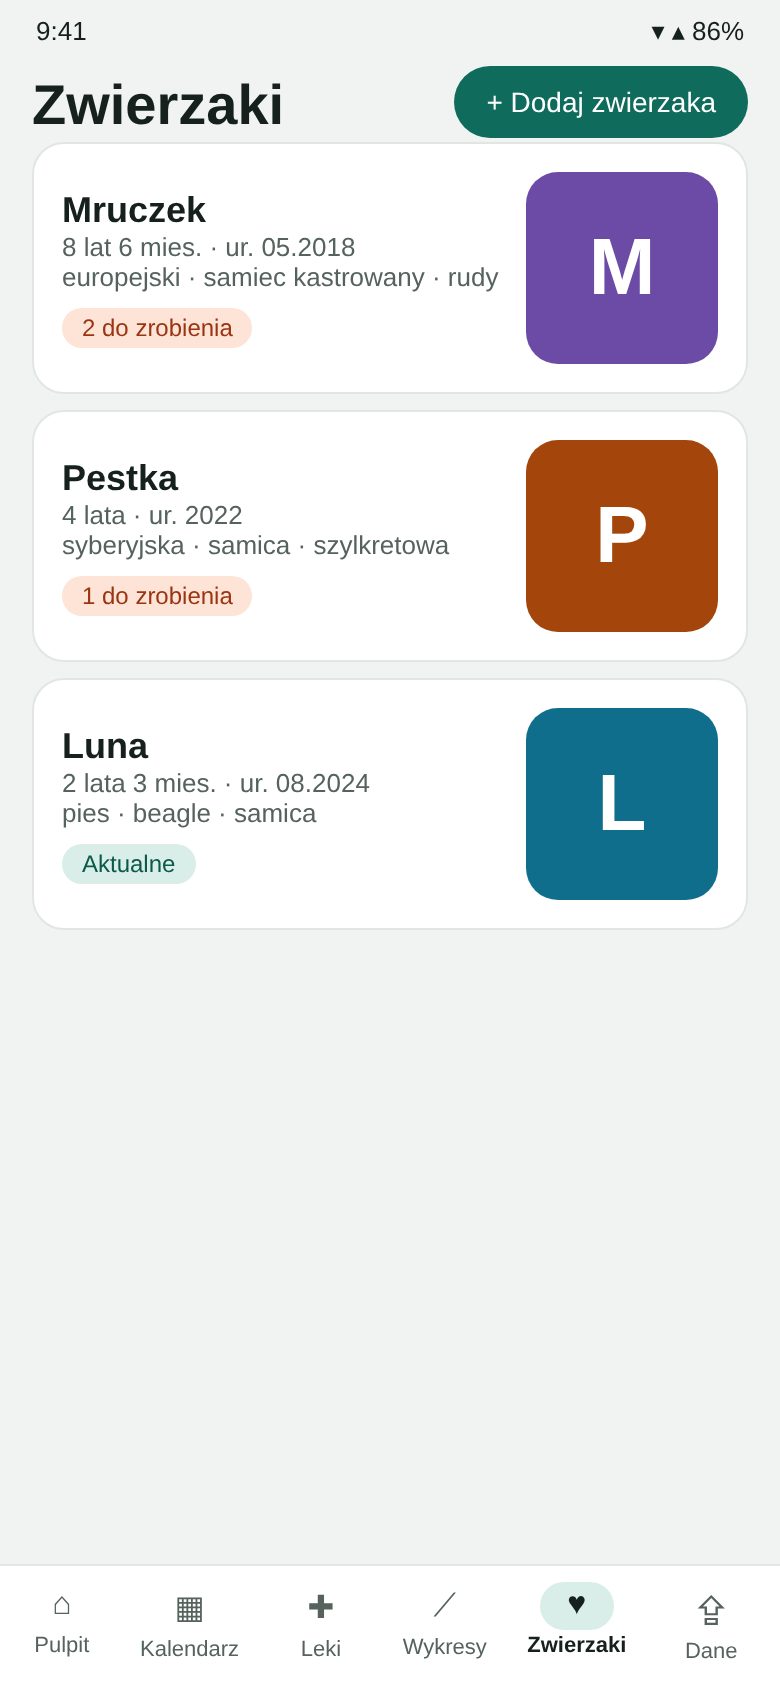 9:41
▾ ▴ 86%
Zwierzaki
+ Dodaj zwierzaka
Mruczek
8 lat 6 mies. · ur. 05.2018
europejski · samiec kastrowany · rudy
2 do zrobienia
M
Pestka
4 lata · ur. 2022
syberyjska · samica · szylkretowa
1 do zrobienia
P
Luna
2 lata 3 mies. · ur. 08.2024
pies · beagle · samica
Aktualne
L
Pulpit
Kalendarz
Leki
Wykresy
Zwierzaki
Dane